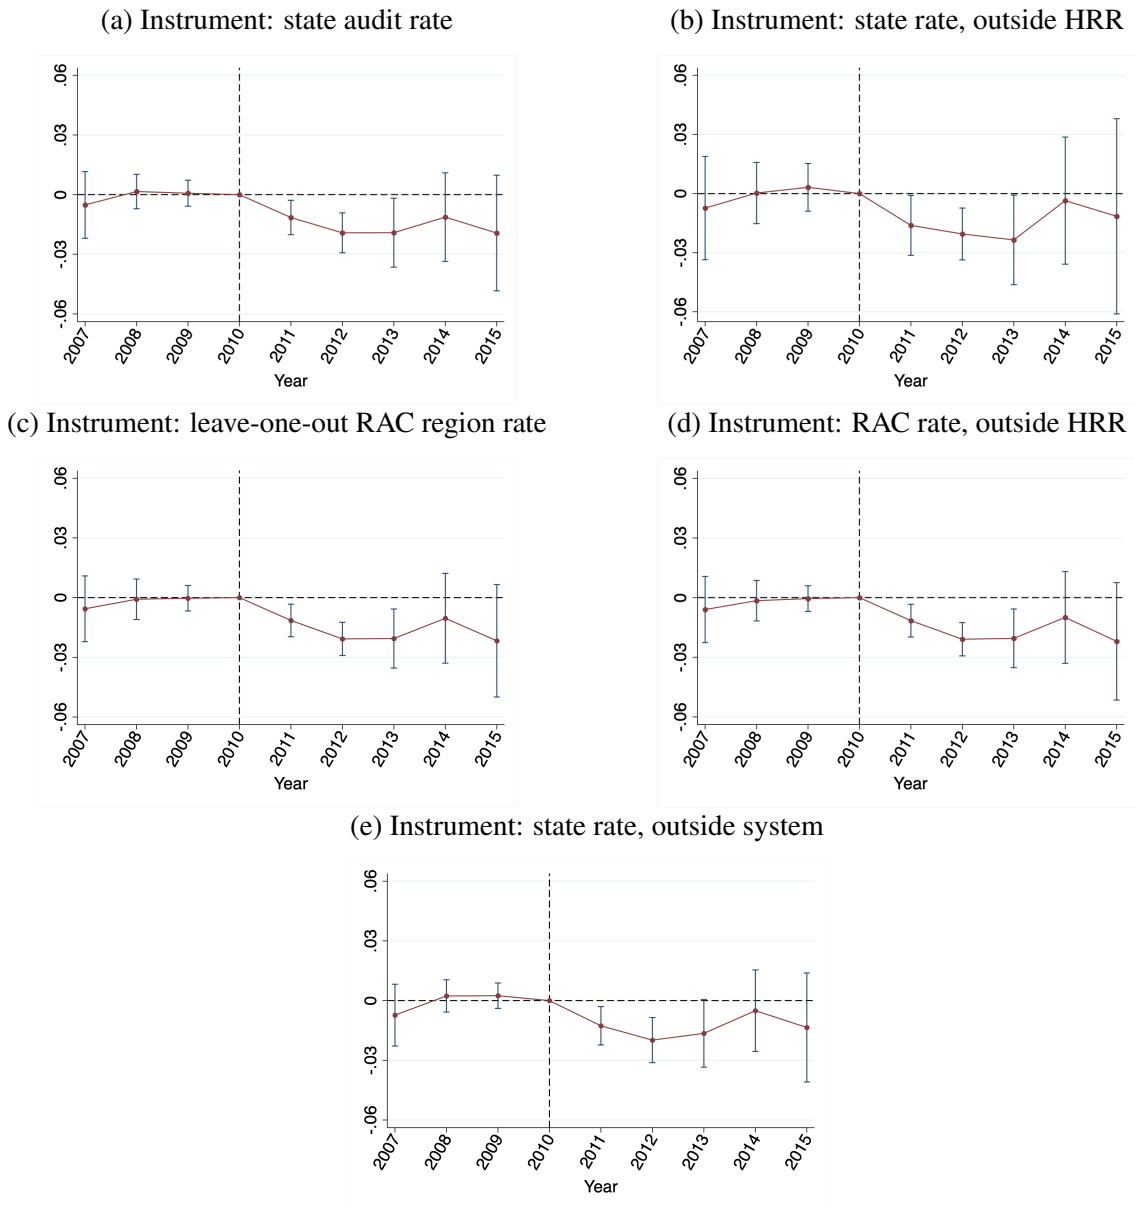 (a) Instrument: state audit rate
.06
.03
0
-.03
-.06
2007 2008 2009 2010 2011 2012 2013 2014 2015
Year
(b) Instrument: state rate, outside HRR
.06
.03
0
-.03
-.06
2007 2008 2009 2010 2011 2012 2013 2014 2015
Year
(c) Instrument: leave-one-out RAC region rate
.06
.03
0
-.03
-.06
2007 2008 2009 2010 2011 2012 2013 2014 2015
Year
(d) Instrument: RAC rate, outside HRR
.06
.03
0
-.03
-.06
2007 2008 2009 2010 2011 2012 2013 2014 2015
Year
(e) Instrument: state rate, outside system
.06
.03
0
-.03
-.06
2007 2008 2009 2010 2011 2012 2013 2014 2015
Year